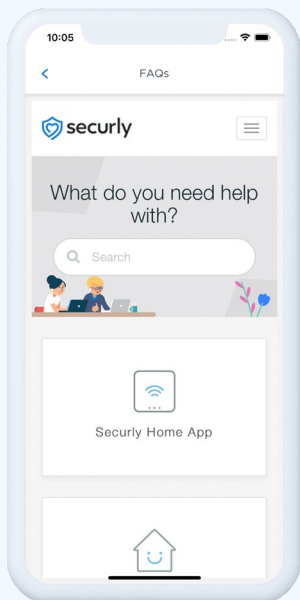 10:05
FAQs
securly
What do you need help
with?
Search
Securly Home App